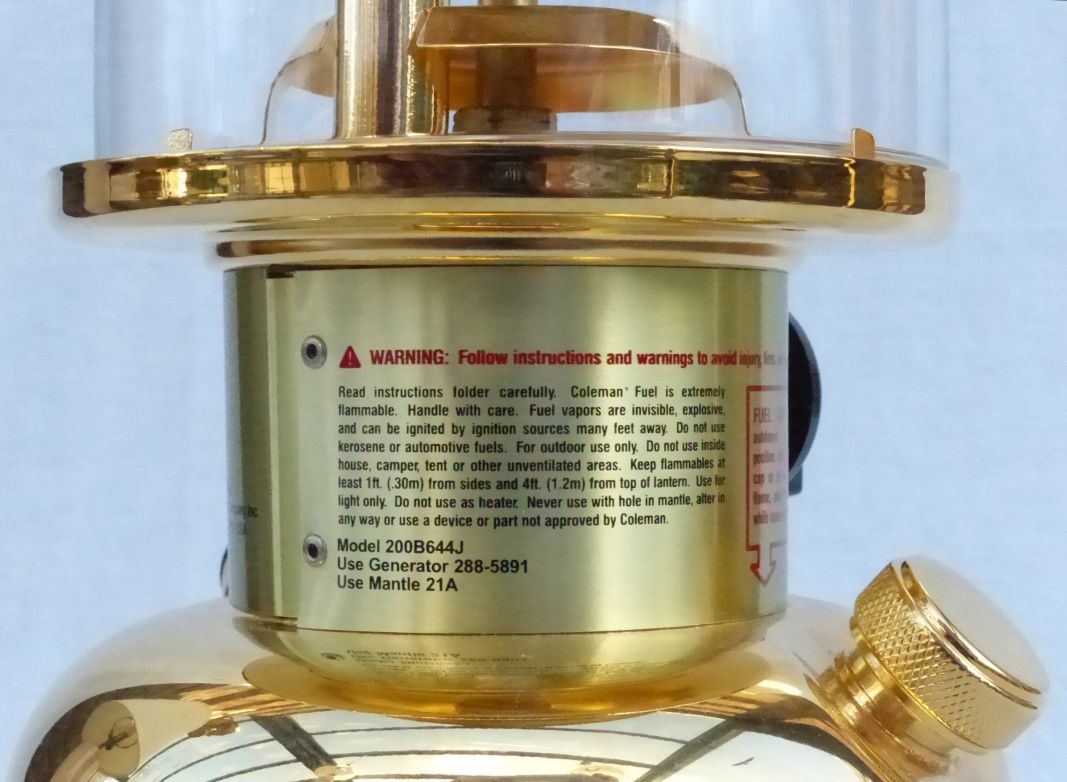 WARNING: Follow instructions and warnings to avoid injury,
Read instructions folder carefully. Coleman® Fuel is extremely
flammable. Handle with care. Fuel vapors are invisible, explosive,
and can be ignited by ignition sources many feet away. Do not use
kerosene or automotive fuels. For outdoor use only. Do not use inside
house, camper, tent or other unventilated areas. Keep flammables at
least 1ft. (.30m) from sides and 4ft. (1.2m) from top of lantern. Use for
light only. Do not use as heater. Never use with hole in mantle, alter in
any way or use a device or part not approved by Coleman.
Model 200B644J
Use Generator 288-5891
Use Mantle 21A
FUEL